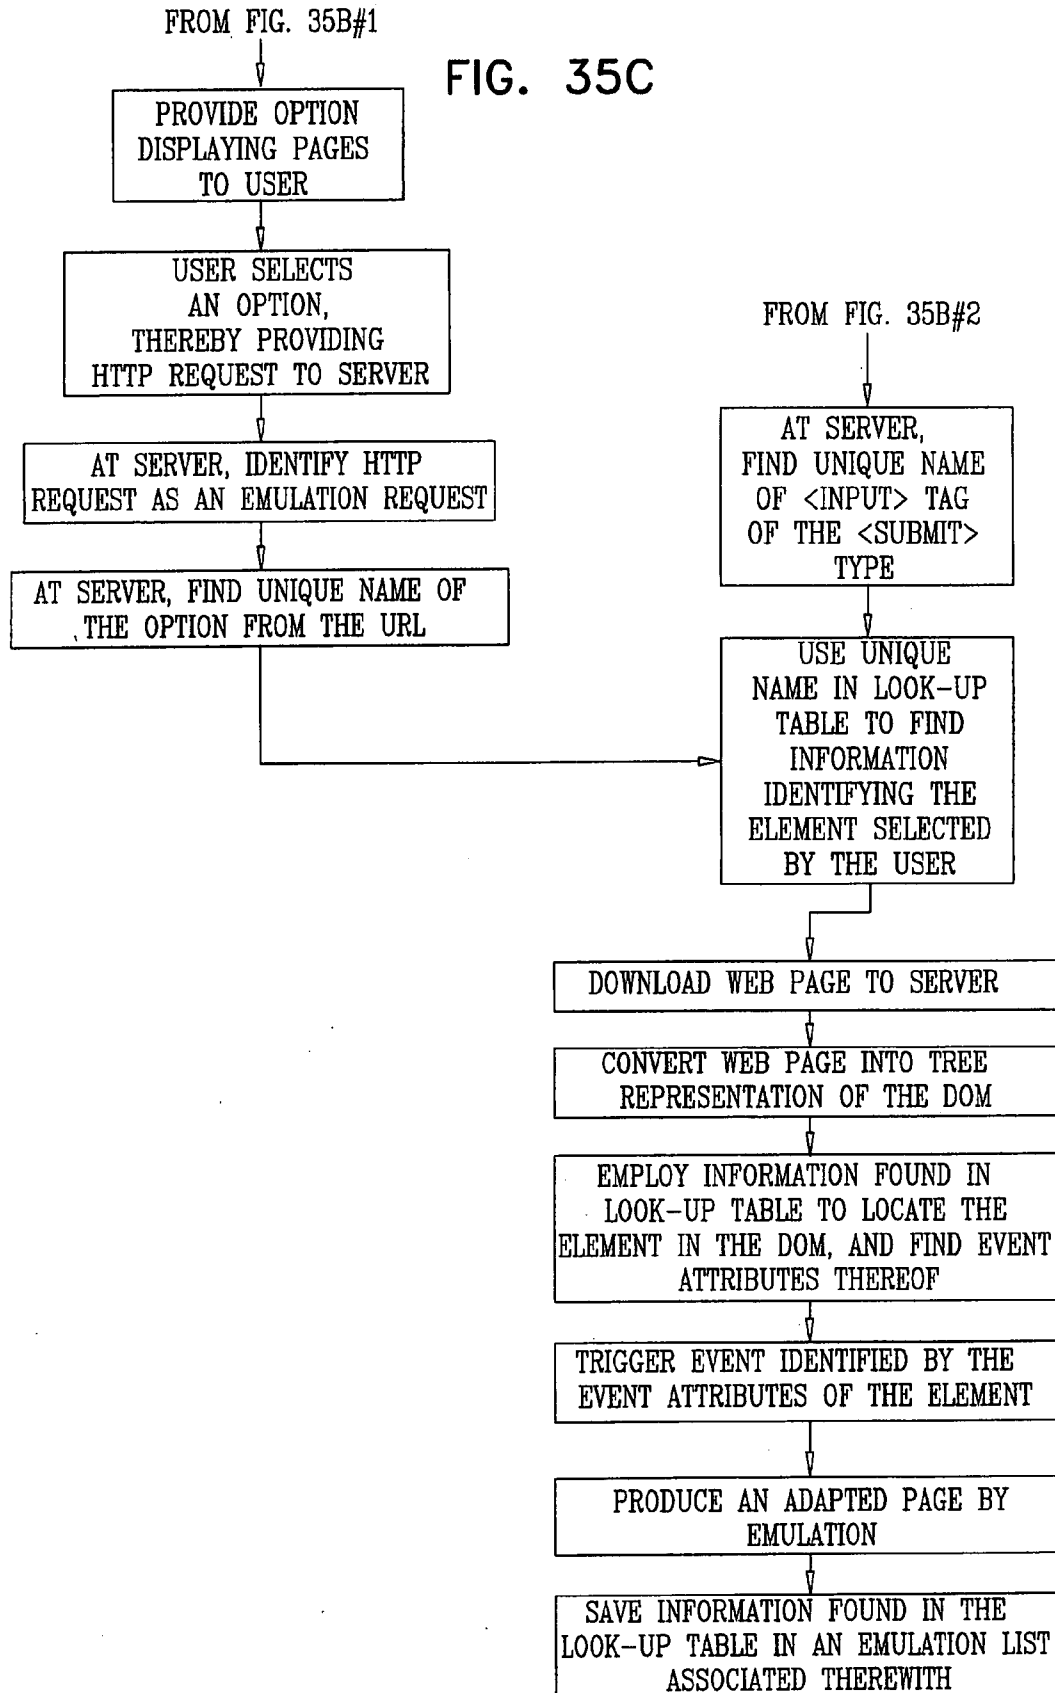 FROM FIG. 35B#1
FIG. 35C
PROVIDE OPTION
DISPLAYING PAGES
TO USER
USER SELECTS
AN OPTION,
THEREBY PROVIDING
HTTP REQUEST TO SERVER
AT SERVER, IDENTIFY HTTP
REQUEST AS AN EMULATION REQUEST
AT SERVER, FIND UNIQUE NAME OF
THE OPTION FROM THE URL
FROM FIG. 35B#2
AT SERVER,
FIND UNIQUE NAME
OF <INPUT> TAG
OF THE <SUBMIT>
TYPE
USE UNIQUE
NAME IN LOOK-UP
TABLE TO FIND
INFORMATION
IDENTIFYING THE
ELEMENT SELECTED
BY THE USER
DOWNLOAD WEB PAGE TO SERVER
CONVERT WEB PAGE INTO TREE
REPRESENTATION OF THE DOM
EMPLOY INFORMATION FOUND IN
LOOK-UP TABLE TO LOCATE THE
ELEMENT IN THE DOM, AND FIND EVENT
ATTRIBUTES THEREOF
TRIGGER EVENT IDENTIFIED BY THE
EVENT ATTRIBUTES OF THE ELEMENT
PRODUCE AN ADAPTED PAGE BY
EMULATION
SAVE INFORMATION FOUND IN THE
LOOK-UP TABLE IN AN EMULATION LIST
ASSOCIATED THEREWITH